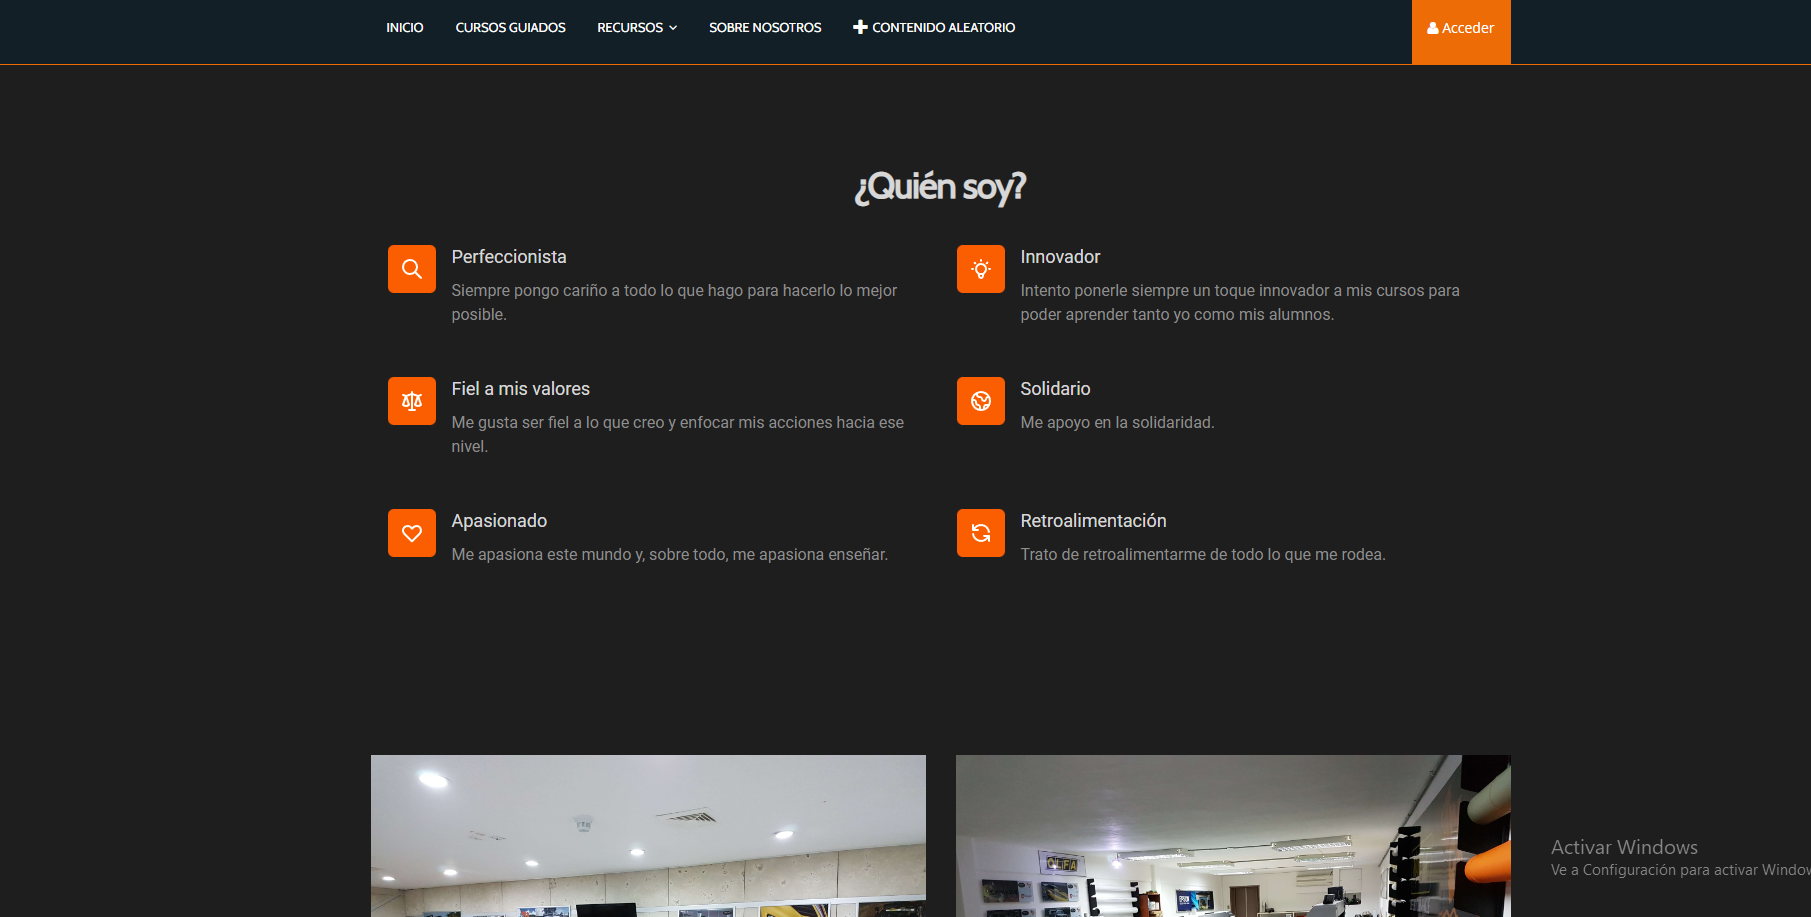 INICIO CURSOS GUIADOS RECURSOS SOBRE NOSOTROS CONTENIDO ALEATORIO Acceder
¿Quién soy?
Perfeccionista
Siempre pongo cariño a todo lo que hago para hacerlo lo mejor
posible.
Innovador
Intento ponerle siempre un toque innovador a mis cursos para
poder aprender tanto yo como mis alumnos.
Fiel a mis valores
Me gusta ser fiel a lo que creo y enfocar mis acciones hacia ese
nivel.
Solidario
Me apoyo en la solidaridad.
Apasionado
Me apasiona este mundo y, sobre todo, me apasiona enseñar.
Retroalimentación
Trato de retroalimentarme de todo lo que me rodea.
OLFA
EPSON
Activar Windows
Ve a Configuración para activar Window